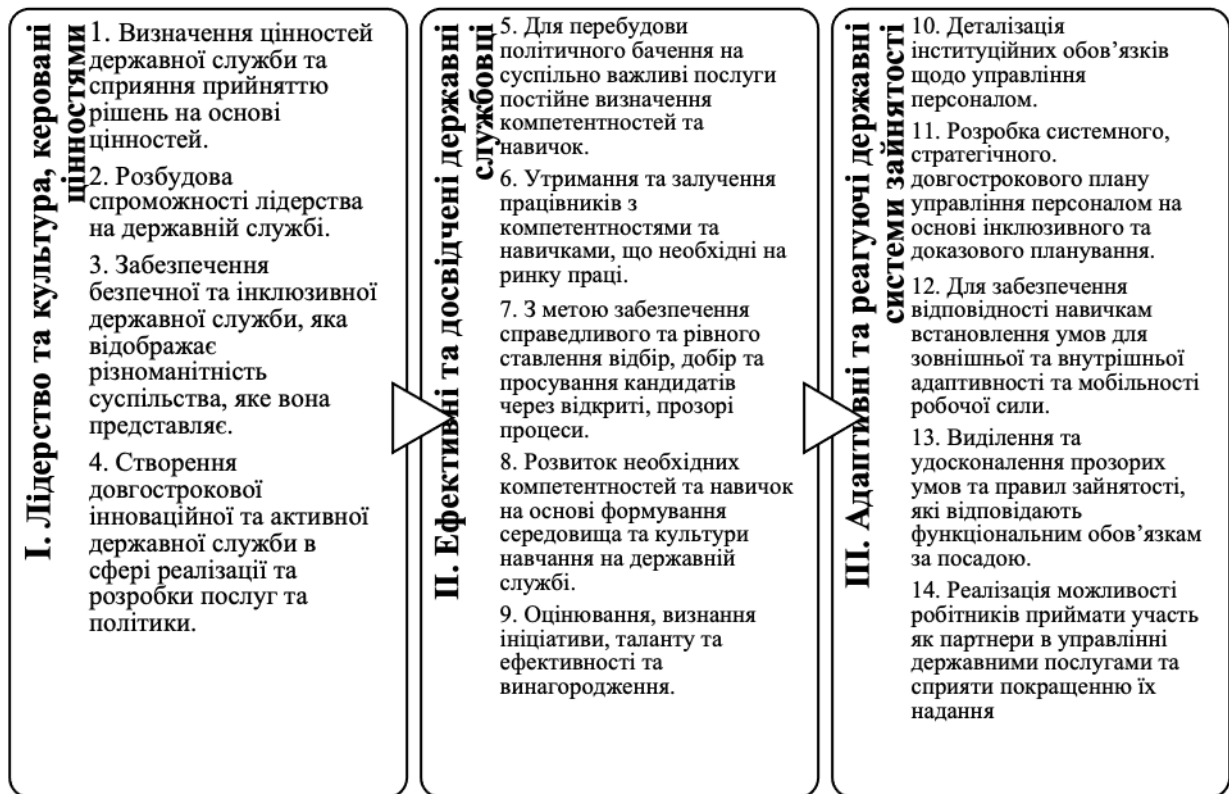 I. Лідерство та культура, керовані
цінностями
1. Визначення цінностей
державної служби та
сприяння прийняттю
рішень на основі
цінностей.
2. Розбудова
спроможності лідерства
на державній службі.
3. Забезпечення
безпечної та інклюзивної
державної служби, яка
відображає
різноманітність
суспільства, яке вона
представляє.
4. Створення
довгострокової
інноваційної та активної
державної служби в
сфері реалізації та
розробки послуг та
політики.
II. Ефективні та досвідчені державні
службовці
5. Для перебудови
політичного бачення на
суспільно важливі послуги
постійне визначення
компетентностей та
навичок.
6. Утримання та залучення
працівників з
компетентностями та
навичками, що необхідні на
ринку праці.
7. З метою забезпечення
справедливого та рівного
ставлення відбір, добір та
просування кандидатів
через відкриті, прозорі
процеси.
8. Розвиток необхідних
компетентностей та навичок
на основі формування
середовища та культури
навчання на державній
службі.
9. Оцінювання, визнання
ініціативи, таланту та
ефективності та
винагородження.
III. Адаптивні та реагуючі державні
системи зайнятості
10. Деталізація
інституційних обов’язків
щодо управління
персоналом.
11. Розробка системного,
стратегічного.
довгострокового плану
управління персоналом на
основі інклюзивного та
доказового планування.
12. Для забезпечення
відповідності навичкам
встановлення умов для
зовнішньої та внутрішньої
адаптивності та мобільності
робочої сили.
13. Виділення та
удосконалення прозорих
умов та правил зайнятості,
які відповідають
функціональним обов’язкам
за посадою.
14. Реалізація можливості
робітників приймати участь
як партнери в управлінні
державними послугами та
сприяти покращенню їх
надання